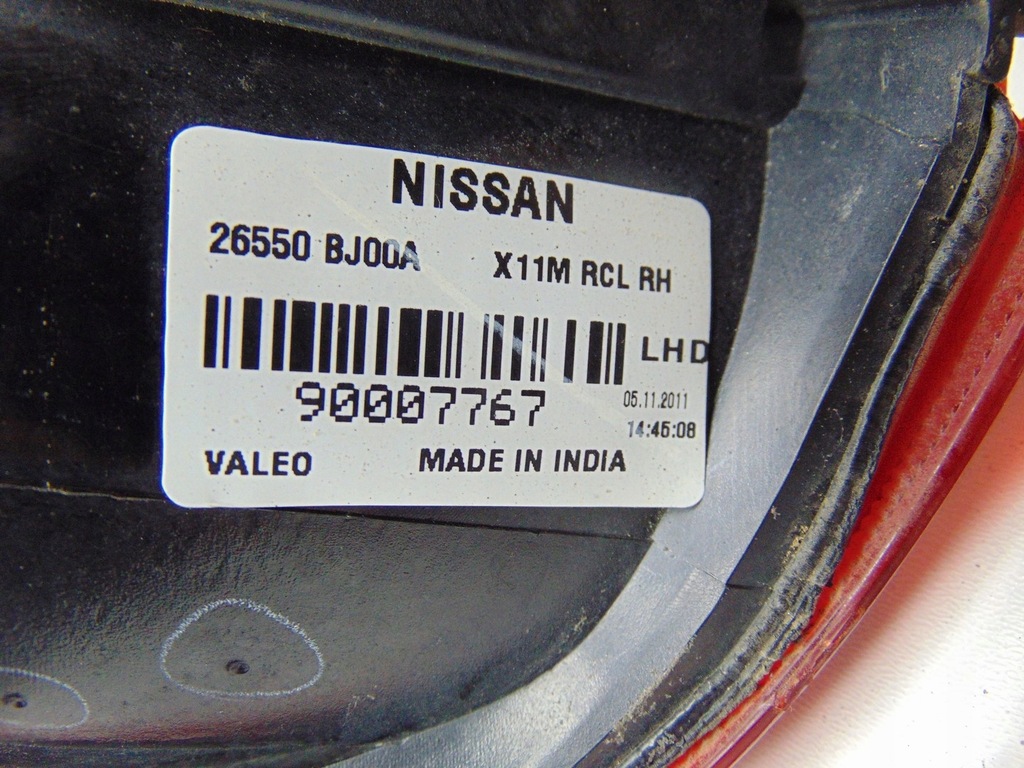 NISSAN
26550 BJ00A X11M RCL RH
LHD
90007767
05.11.2011
14:45:08
VALEO MADE IN INDIA